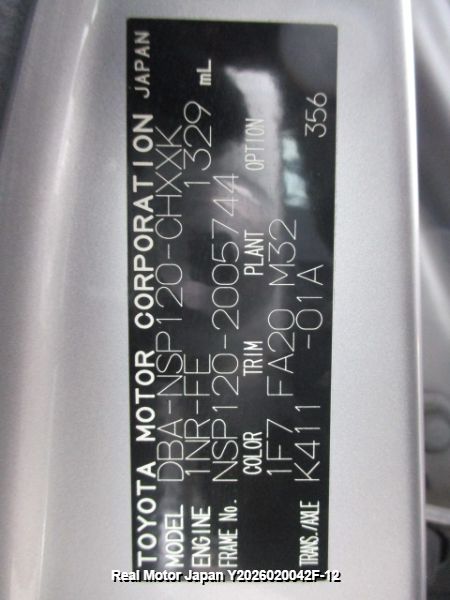 TOYOTA MOTOR CORPORATION JAPAN
MODEL DBA-NSP120-CHXXK
ENGINE 1NR-FE 1329 mL
FRAME No. NSP120-2005744
COLOR TRIM PLANT OPTION
1F7 FA20 M32
TRANS./AXLE K411 -01A 356
Real Motor Japan Y2026020042F-12